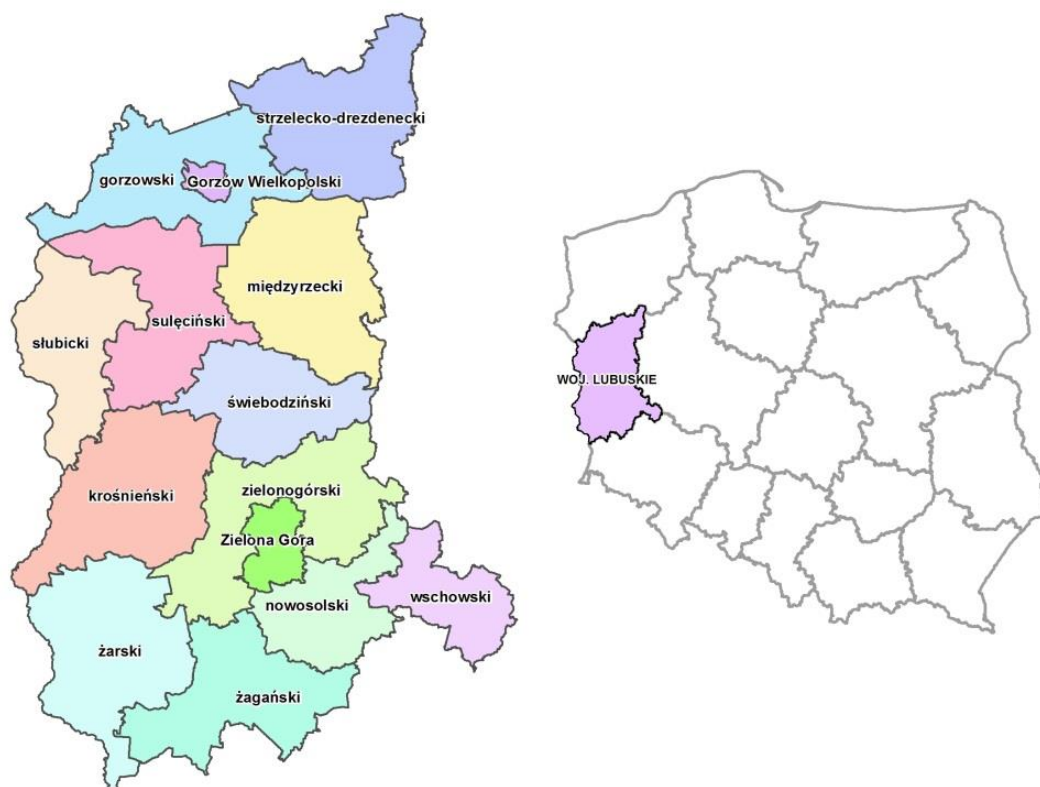 strzelecko-drezdenecki
gorzowski
Gorzów Wielkopolski
międzyrzecki
sulęciński
słubicki
świebodziński
krośnieński
zielonogórski
Zielona Góra
nowosolski
wschowski
żarski
żagański
WOJ. LUBUSKIE